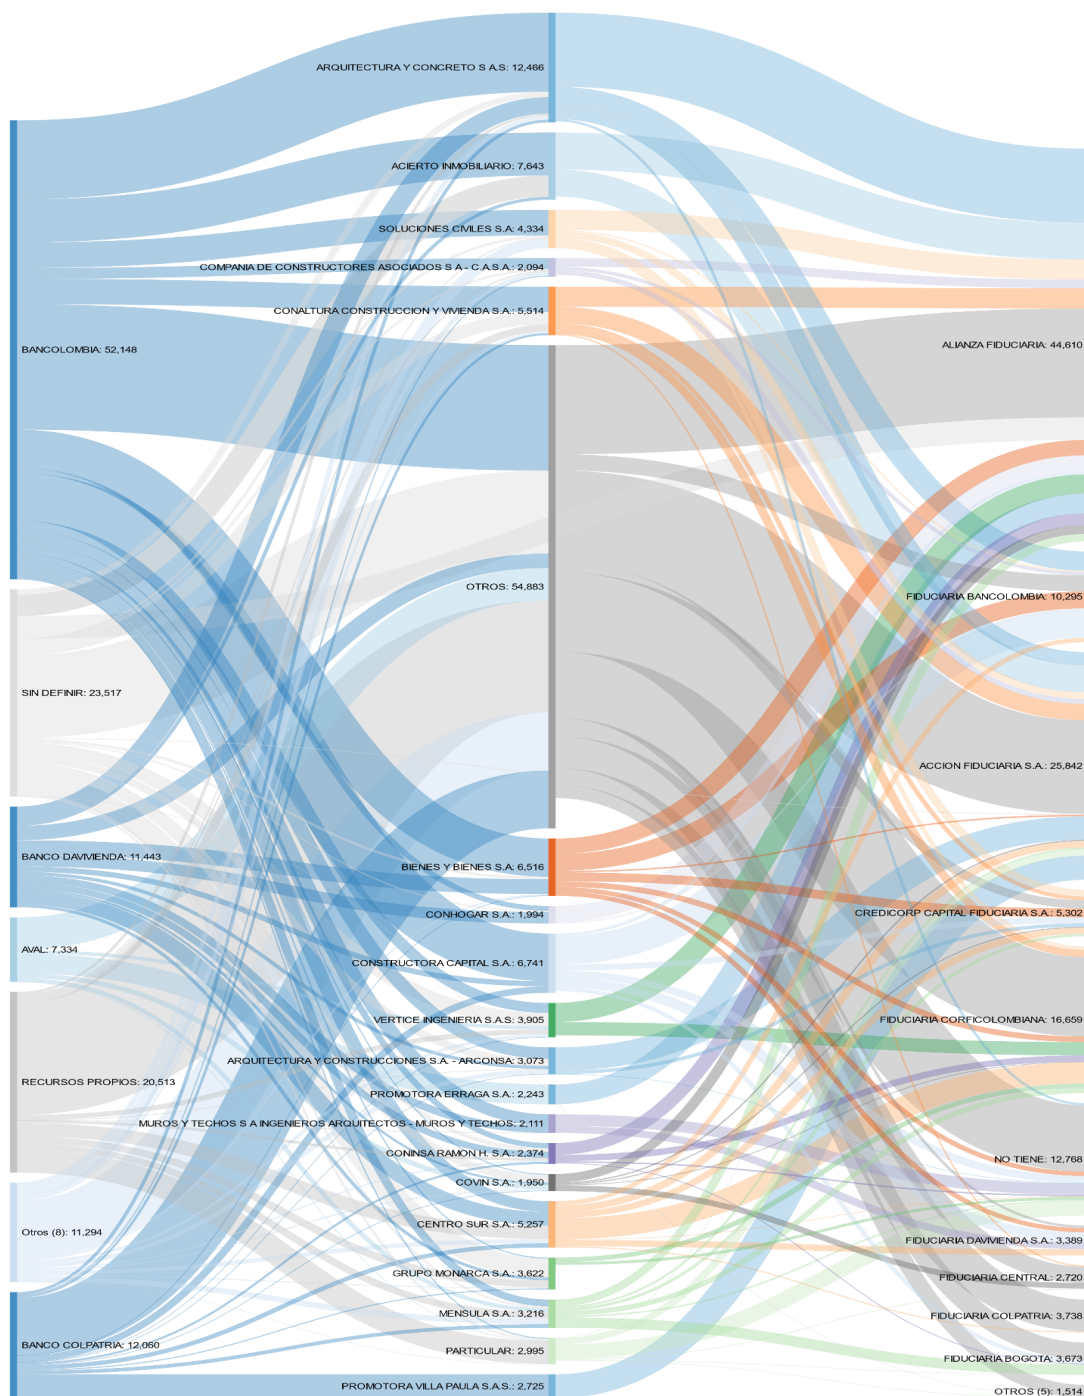 BANCOLOMBIA: 52,148
SIN DEFINIR: 23,517
BANCO DAVIVIENDA: 11,443
AVAL: 7,334
RECURSOS PROPIOS: 20,513
Otros (8): 11,294
BANCO COLPATRIA: 12,060
ARQUITECTURA Y CONCRETO S A.S: 12,466
ACIERTO INMOBILIARIO: 7,643
SOLUCIONES CIVILES S.A: 4,334
COMPANIA DE CONSTRUCTORES ASOCIADOS S A - C.A.S.A.: 2,094
CONALTURA CONSTRUCCION Y VIVIENDA S.A.: 5,514
OTROS: 54,883
BIENES Y BIENES S.A: 6,516
CONHOGAR S.A.: 1,994
CONSTRUCTORA CAPITAL S.A.: 6,741
VERTICE INGENIERIA S.A.S: 3,905
ARQUITECTURA Y CONSTRUCCIONES S.A. - ARCONSA: 3,073
PROMOTORA ERRAGA S.A.: 2,243
MUROS Y TECHOS S A INGENIEROS ARQUITECTOS - MUROS Y TECHOS: 2,111
CONINSA RAMON H. S.A.: 2,374
COVIN S.A.: 1,950
CENTRO SUR S.A.: 5,257
GRUPO MONARCA S.A.: 3,622
MENSULA S.A.: 3,216
PARTICULAR: 2,995
PROMOTORA VILLA PAULA S.A.S.: 2,725
ALIANZA FIDUCIARIA: 44,610
FIDUCIARIA BANCOLOMBIA: 10,295
ACCION FIDUCIARIA S.A.: 25,842
CREDICORP CAPITAL FIDUCIARIA S.A.: 5,302
FIDUCIARIA CORFICOLOMBIANA: 16,659
NO TIENE: 12,768
FIDUCIARIA DAVIVIENDA S.A.: 3,389
FIDUCIARIA CENTRAL: 2,720
FIDUCIARIA COLPATRIA: 3,738
FIDUCIARIA BOGOTA: 3,673
OTROS (5): 1,514